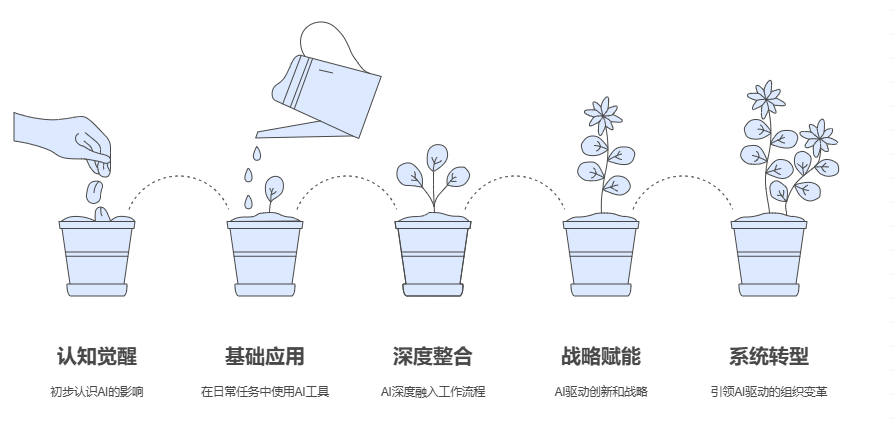 认知觉醒
初步认识AI的影响
基础应用
在日常任务中使用AI工具
深度整合
AI深度融入工作流程
战略赋能
AI驱动创新和战略
系统转型
引领AI驱动的组织变革